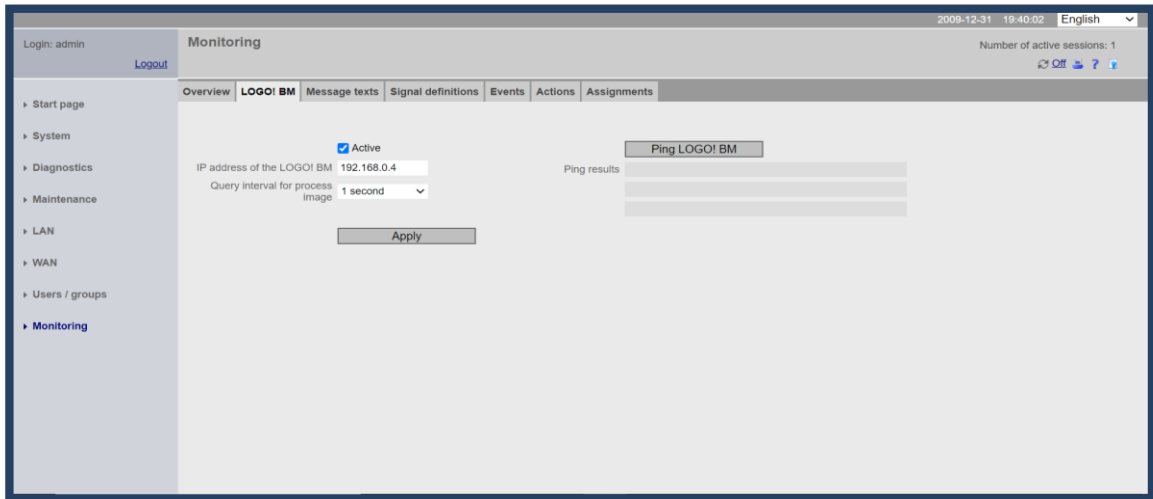 2009-12-31 19:40:02 English
Login: admin
Logout
Monitoring
Number of active sessions: 1
Off ?
Overview LOGO! BM Message texts Signal definitions Events Actions Assignments
Start page
System
Diagnostics
Maintenance
LAN
WAN
Users / groups
Monitoring
Active
IP address of the LOGO! BM 192.168.0.4
Query interval for process
image 1 second
Apply
Ping LOGO! BM
Ping results